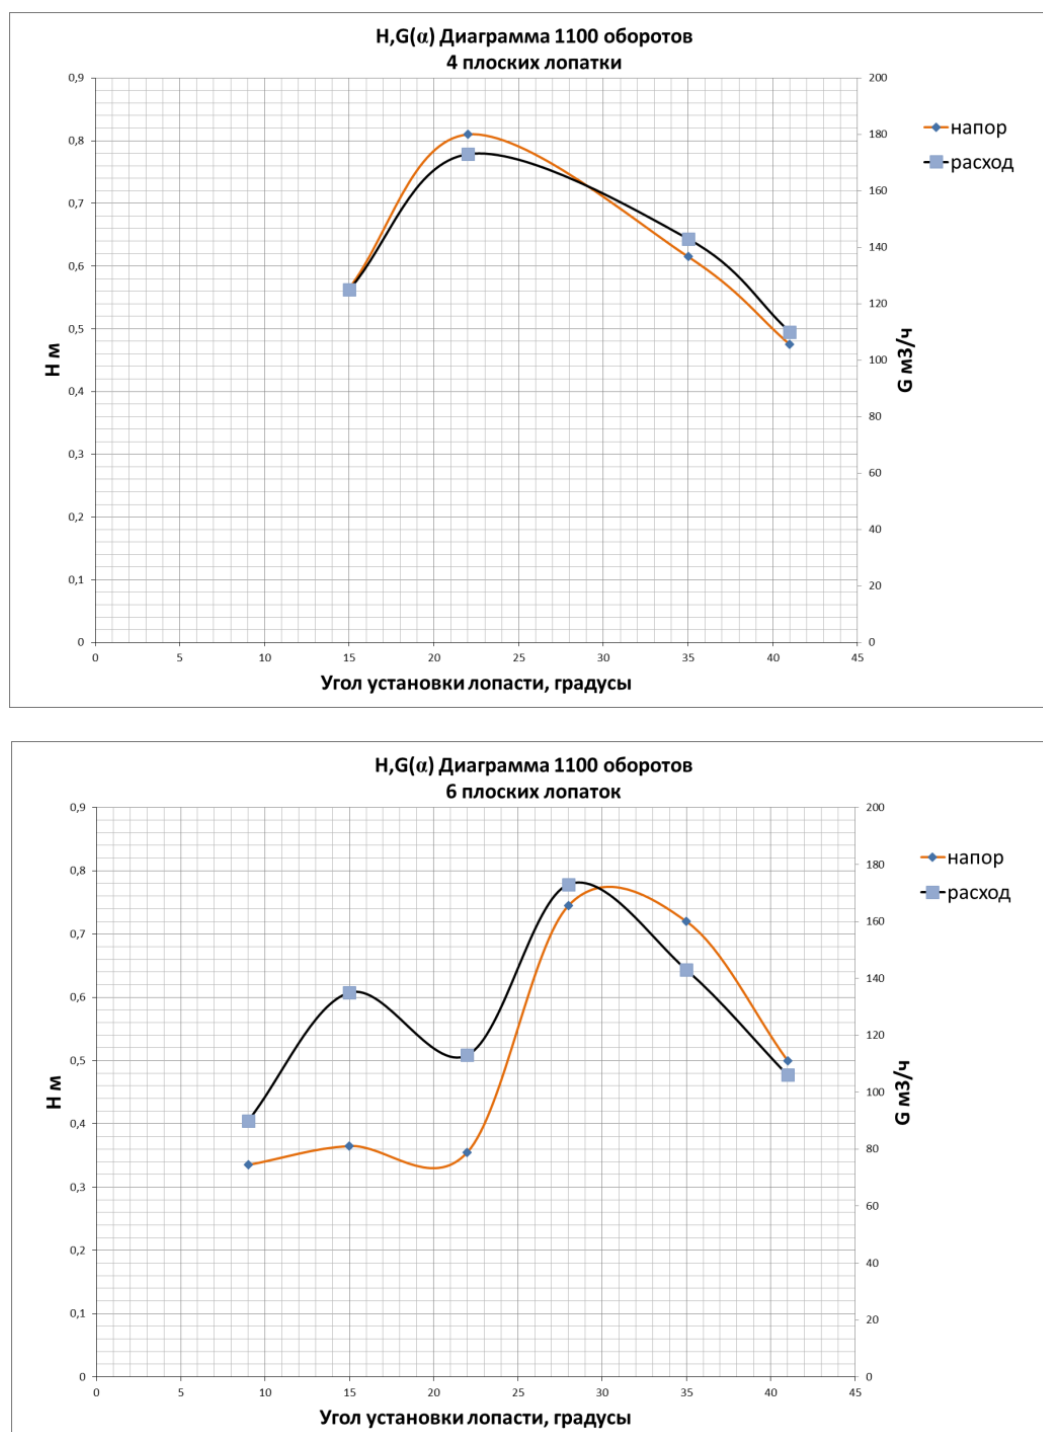 H,G(α) Диаграмма 1100 оборотов
4 плоских лопатки
0,9
0,8
0,7
0,6
0,5
0,4
0,3
0,2
0,1
0
Н м
200
180
160
140
120
100
80
60
40
20
0
G м3/ч
напор
расход
0 5 10 15 20 25 30 35 40 45
Угол установки лопасти, градусы
H,G(α) Диаграмма 1100 оборотов
6 плоских лопаток
0,9
0,8
0,7
0,6
0,5
0,4
0,3
0,2
0,1
0
Н м
200
180
160
140
120
100
80
60
40
20
0
G м3/ч
напор
расход
0 5 10 15 20 25 30 35 40 45
Угол установки лопасти, градусы